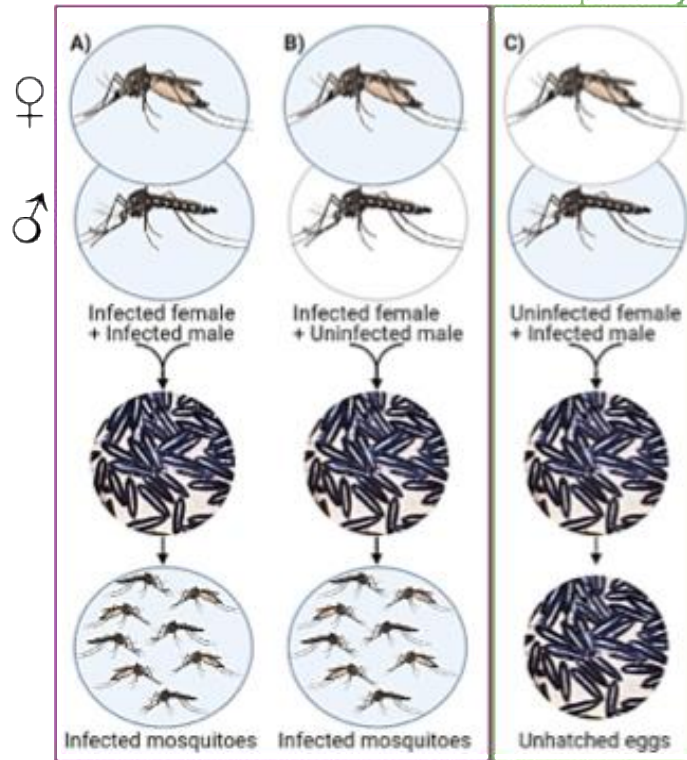 A)
B)
C)
♀
♂
Infected female
+ Infected male
Infected female
+ Uninfected male
Uninfected female
+ Infected male
Infected mosquitoes
Infected mosquitoes
Unhatched eggs